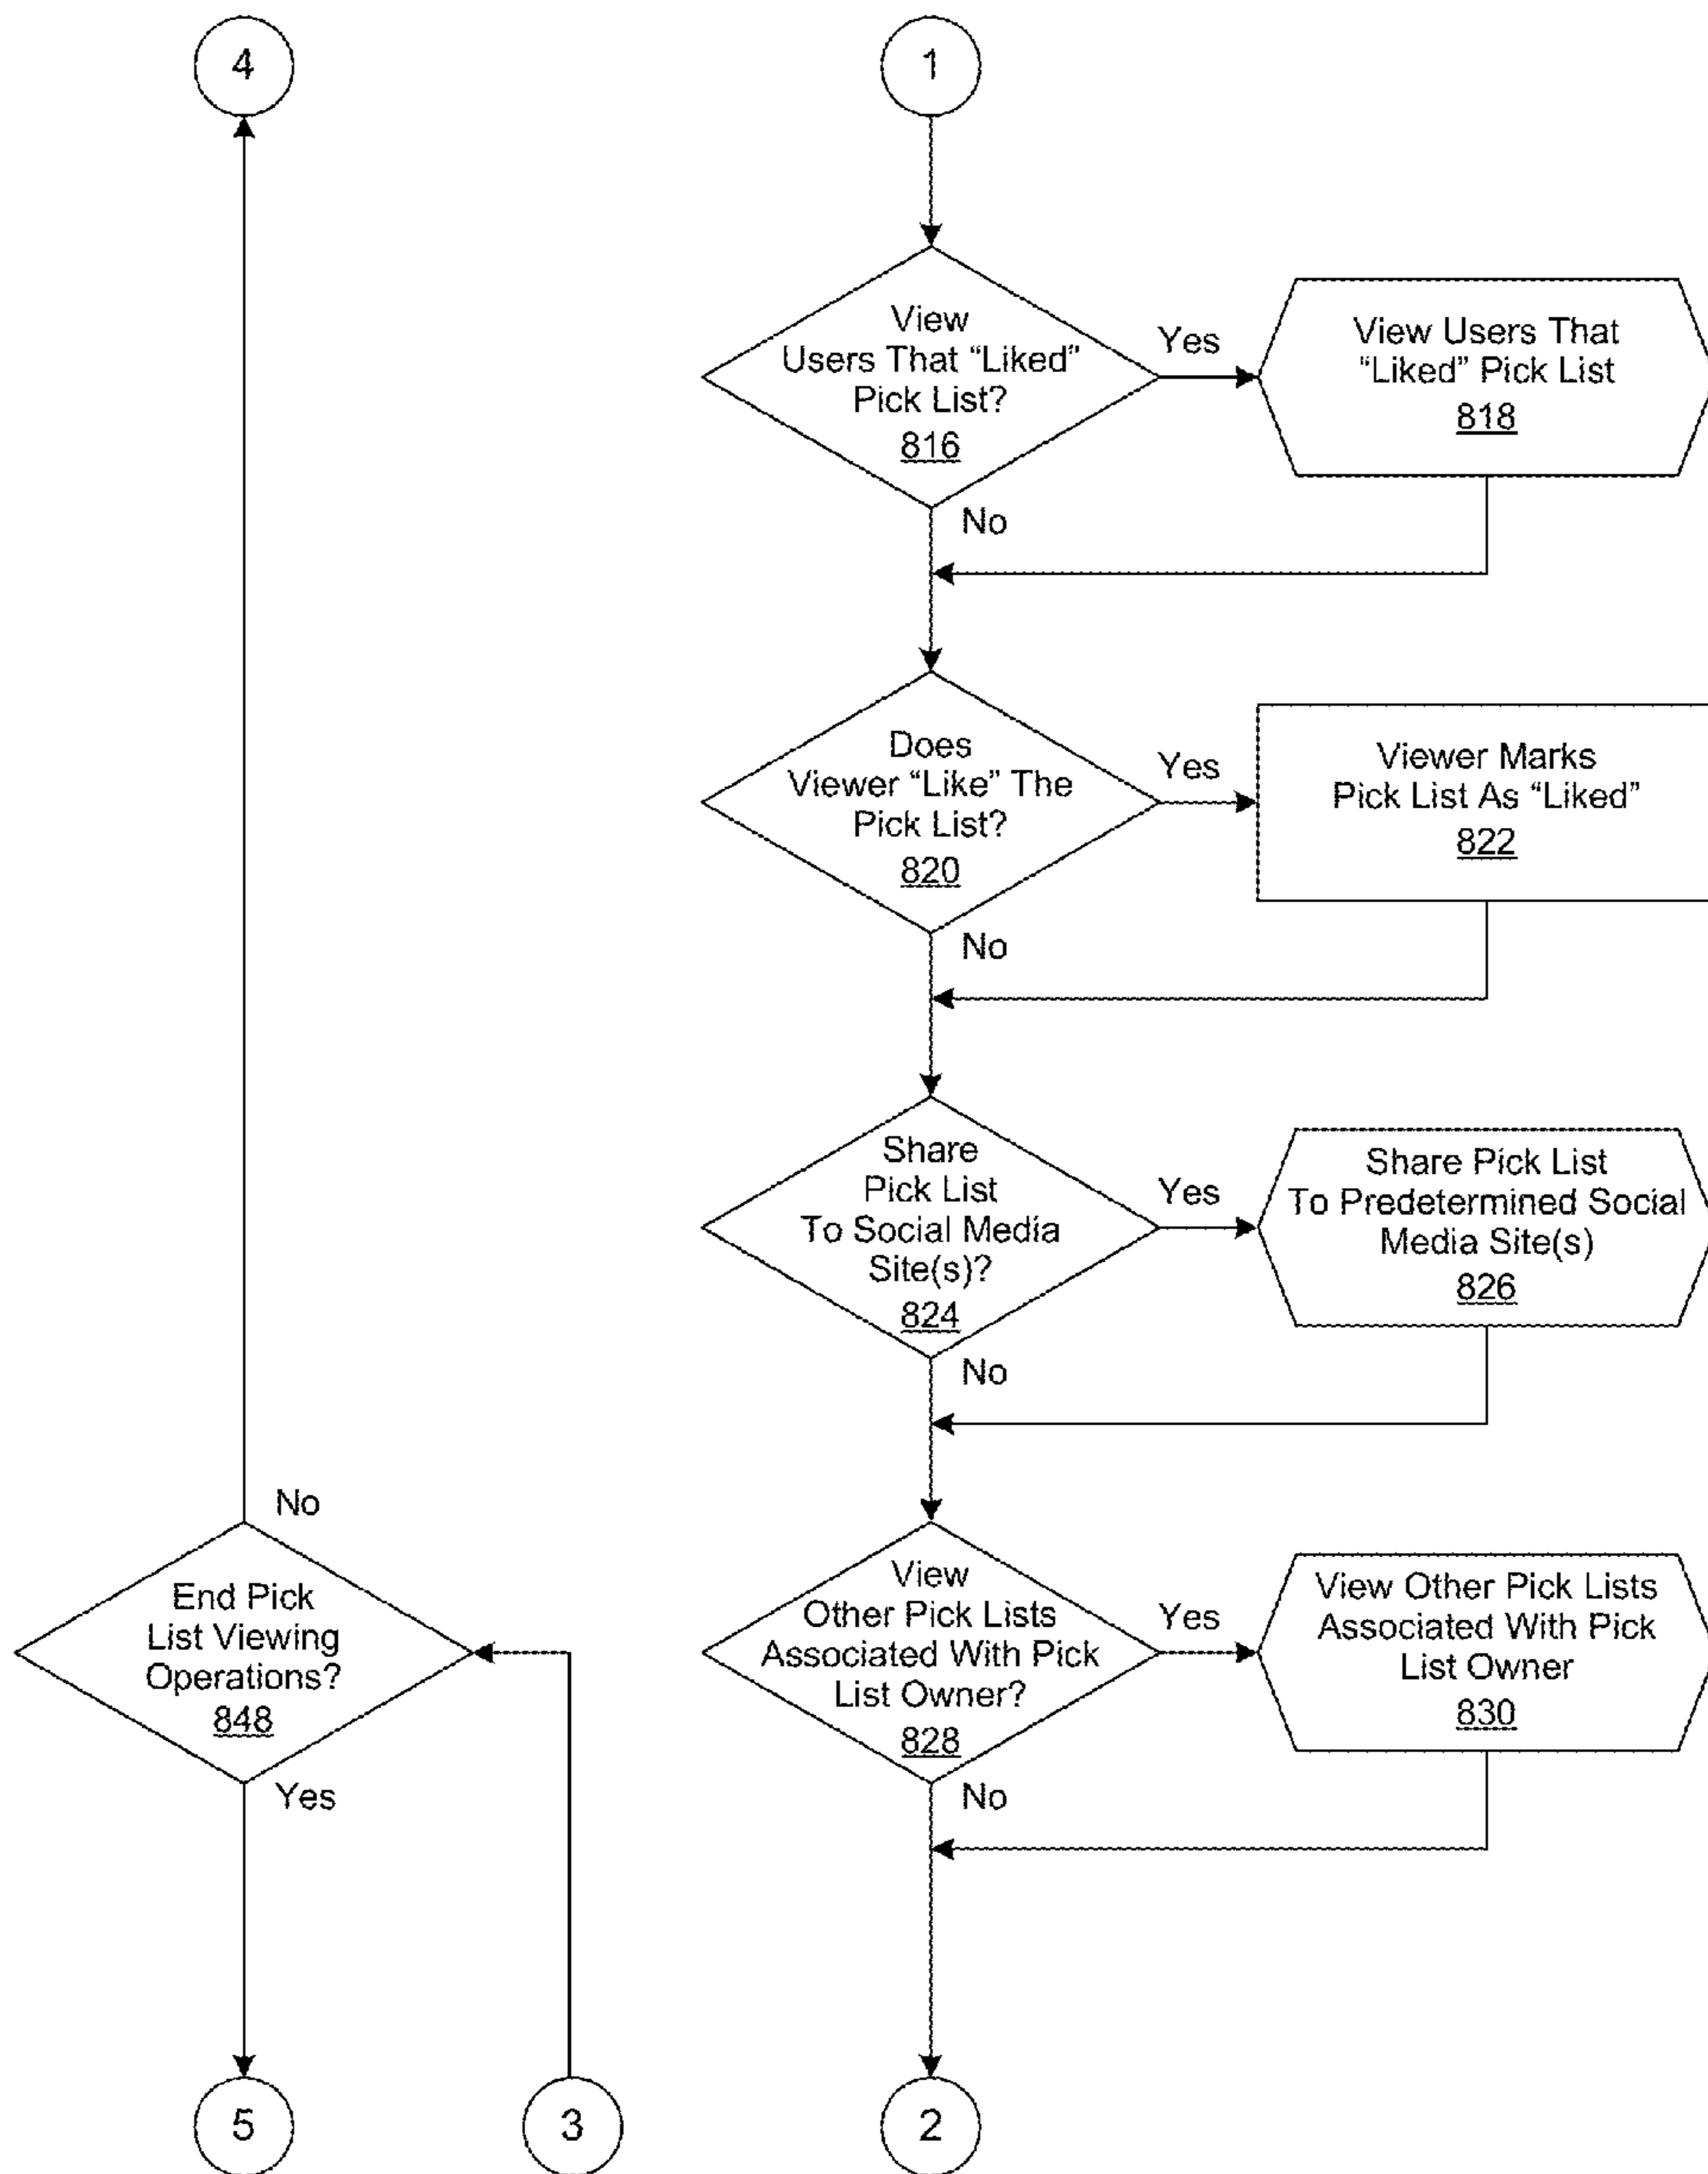 4
1
View
Users That “Liked”
Pick List?
816
Yes
View Users That
“Liked” Pick List
818
No
Does
Viewer “Like” The
Pick List?
820
Yes
Viewer Marks
Pick List As “Liked”
822
No
Share
Pick List
To Social Media
Site(s)?
824
Yes
Share Pick List
To Predetermined Social
Media Site(s)
826
No
No
End Pick
List Viewing
Operations?
848
Yes
View
Other Pick Lists
Associated With Pick
List Owner?
828
Yes
View Other Pick Lists
Associated With Pick
List Owner
830
No
5
3
2